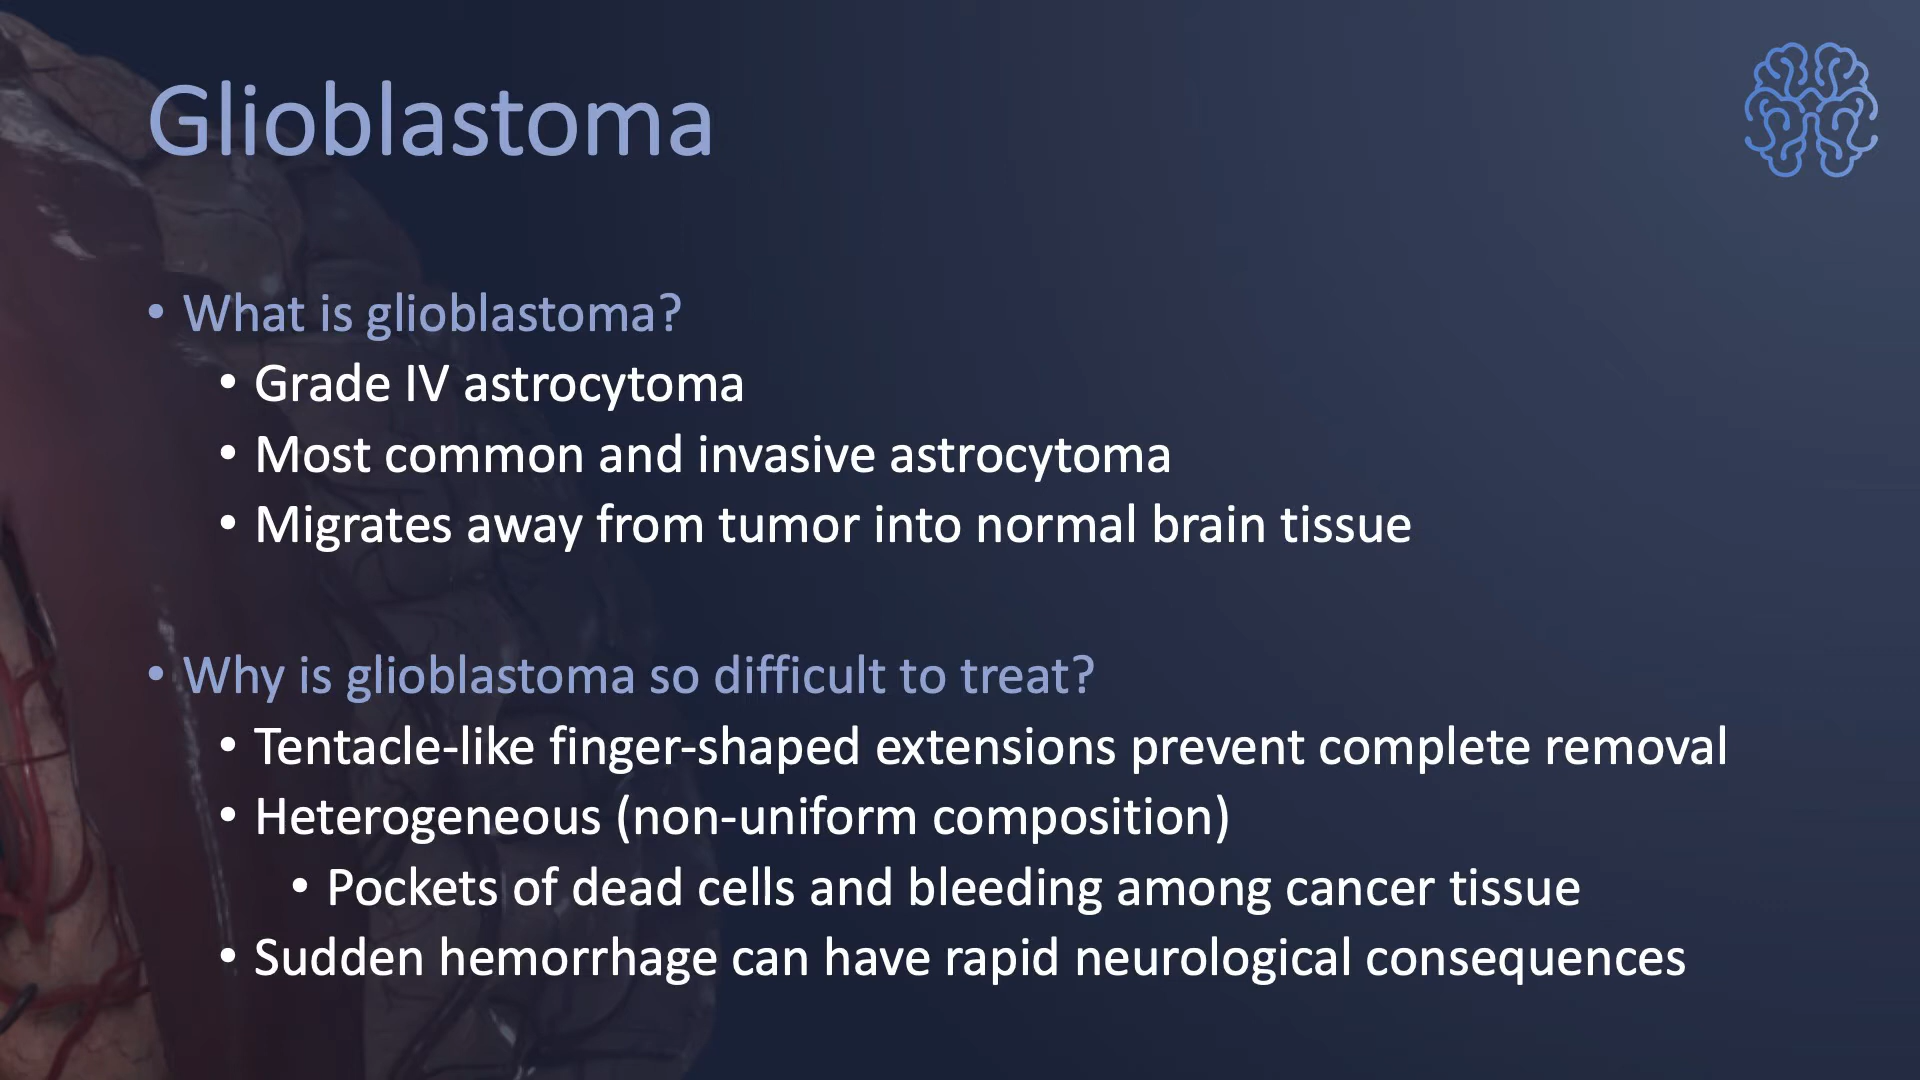 Glioblastoma
• What is glioblastoma?
• Grade IV astrocytoma
• Most common and invasive astrocytoma
• Migrates away from tumor into normal brain tissue
• Why is glioblastoma so difficult to treat?
• Tentacle-like finger-shaped extensions prevent complete removal
• Heterogeneous (non-uniform composition)
• Pockets of dead cells and bleeding among cancer tissue
• Sudden hemorrhage can have rapid neurological consequences